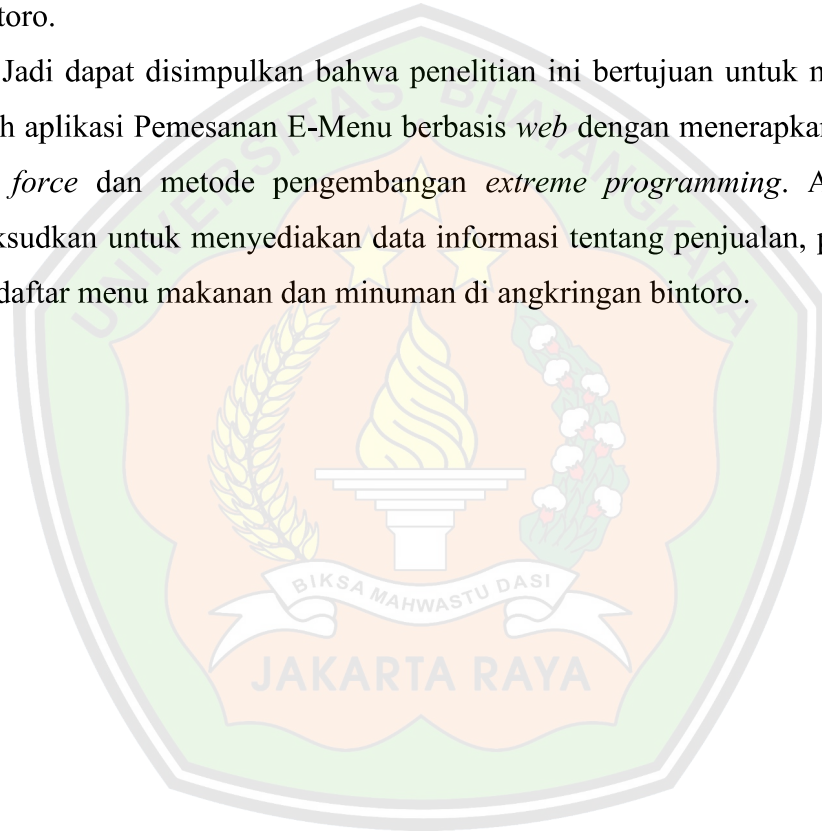 toro.
Jadi dapat disimpulkan bahwa penelitian ini bertujuan untuk
h aplikasi Pemesanan E-Menu berbasis web dengan menerapkan
force dan metode pengembangan extreme programming. A
ksudkan untuk menyediakan data informasi tentang penjualan, p
daftar menu makanan dan minuman di angkringan bintoro.
UNIVERSITAS BHAYANGKARA
BIKSA MAHWASTU DASI
JAKARTA RAYA